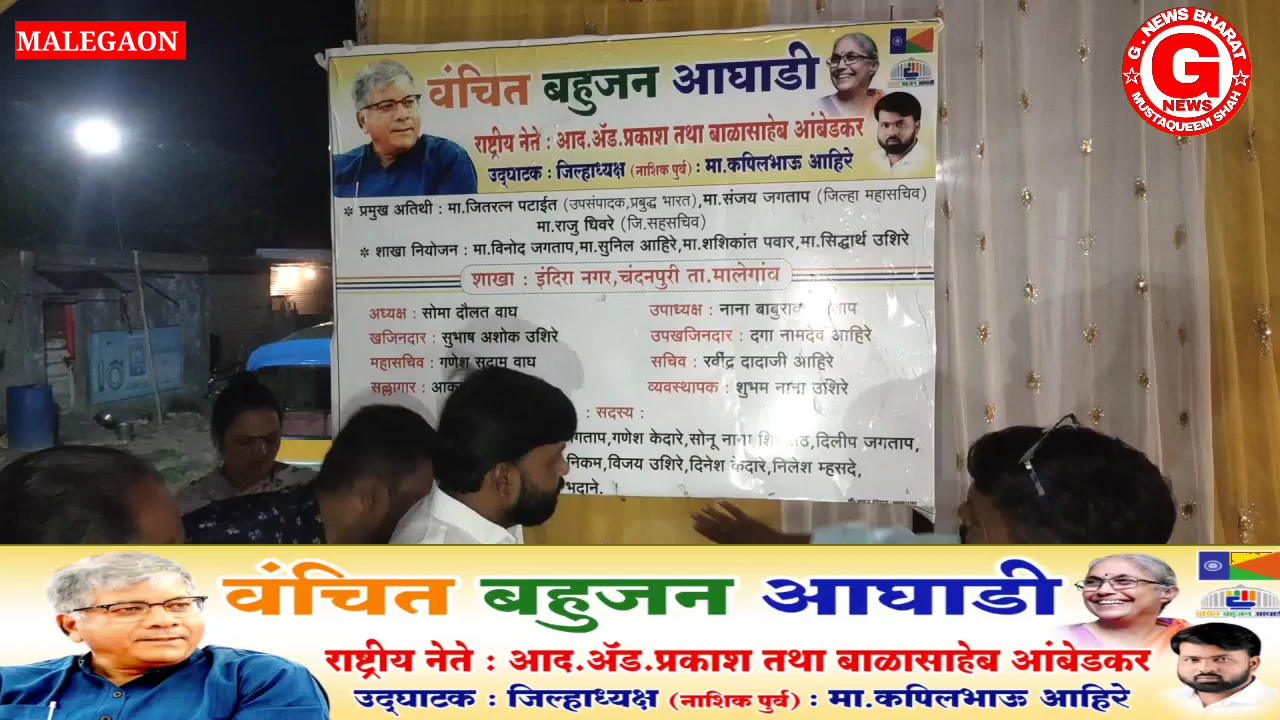 MALEGAON
G. NEWS BHARAT
G
NEWS
MUSTAQUEEM SHAH
वंचित बहुजन आघाडी
राष्ट्रीय नेते : आद.ॲड.प्रकाश तथा बाळासाहेब आंबेडकर
उद्घाटक : जिल्हाध्यक्ष (नाशिक पुर्व) : मा.कपिलभाऊ आहिरे
* प्रमुख अतिथी : मा.जितरत्न पटाईत (उपसंपादक,प्रबुद्ध भारत),मा.संजय जगताप (जिल्हा महासचिव)
मा.राजु धिवरे (जि.सहसचिव)
* शाखा नियोजन : मा.विनोद जगताप,मा.सुनिल आहिरे,मा.शशिकांत पवार,मा.सिद्धार्थ उशिरे
शाखा : इंदिरा नगर,चंदनपुरी ता.मालेगांव
अध्यक्ष : सोमा दौलत वाघ
उपाध्यक्ष : नाना बाबुराव
खजिनदार : सुभाष अशोक उशिरे
उपखजिनदार : दगा नामदेव आहिरे
महासचिव : गणेश सुदाम वाघ
सचिव : रवींद्र दादाजी आहिरे
सल्लागार :
व्यवस्थापक : शुभम नाना उशिरे
: सदस्य :
गणेश केदारे,सोनू नाना दिलीप जगताप,
निकम,विजय उशिरे,दिनेश केदारे,निलेश म्हसदे,
भदाने.
वंचित बहुजन आघाडी
राष्ट्रीय नेते : आद.ॲड.प्रकाश तथा बाळासाहेब आंबेडकर
उद्घाटक : जिल्हाध्यक्ष (नाशिक पुर्व) : मा.कपिलभाऊ आहिरे